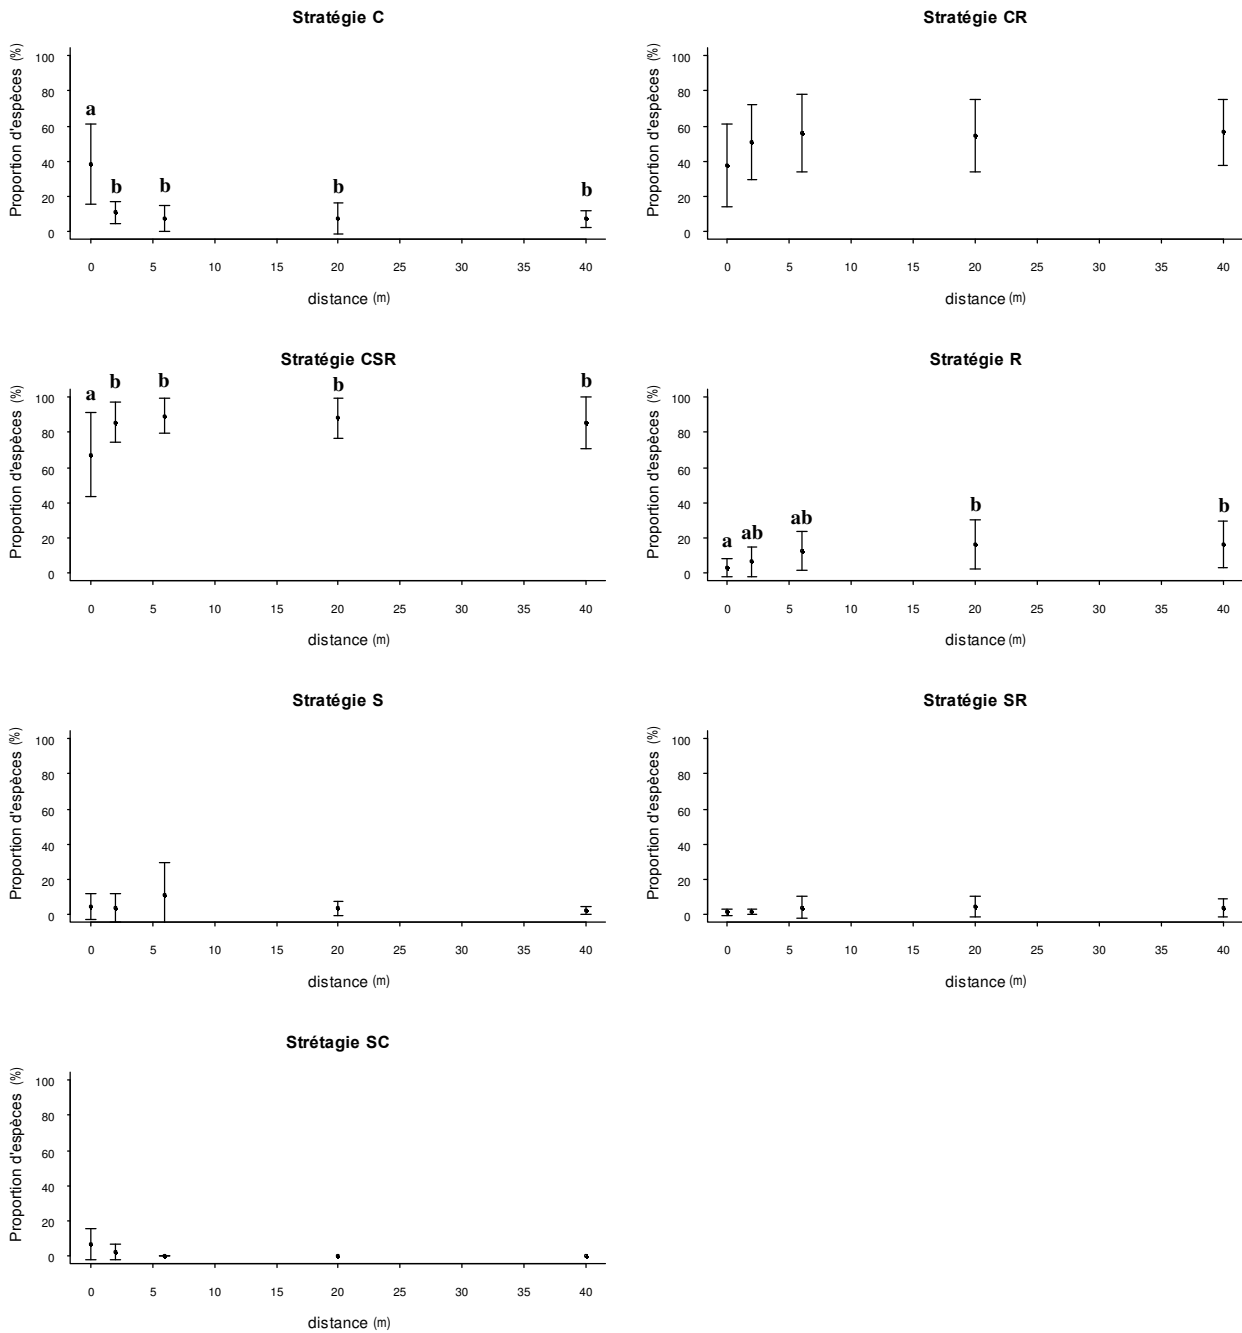 Stratégie C
Proportion d'espèces (%)
100
80
60
40
20
0
a
b
b
b
b
0 5 10 15 20 25 30 35 40
distance (m)
Stratégie CR
Proportion d'espèces (%)
100
80
60
40
20
0
0 5 10 15 20 25 30 35 40
distance (m)
Stratégie CSR
Proportion d'espèces (%)
100
80
60
40
20
0
a
b
b
b
b
0 5 10 15 20 25 30 35 40
distance (m)
Stratégie R
Proportion d'espèces (%)
100
80
60
40
20
0
a
ab
ab
b
b
0 5 10 15 20 25 30 35 40
distance (m)
Stratégie S
Proportion d'espèces (%)
100
80
60
40
20
0
0 5 10 15 20 25 30 35 40
distance (m)
Stratégie SR
Proportion d'espèces (%)
100
80
60
40
20
0
0 5 10 15 20 25 30 35 40
distance (m)
Strétagie SC
Proportion d'espèces (%)
100
80
60
40
20
0
0 5 10 15 20 25 30 35 40
distance (m)